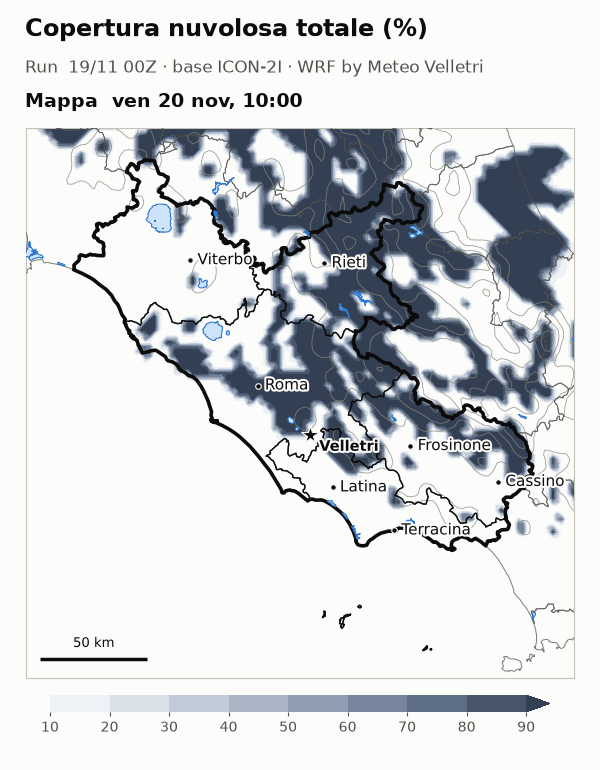 Copertura nuvolosa totale (%)
Run 19/11 00Z · base ICON-2I · WRF by Meteo Velletri
Mappa ven 20 nov, 10:00
Viterbo
Rieti
Roma
Velletri
Frosinone
Latina
Cassino
Terracina
50 km
10 20 30 40 50 60 70 80 90